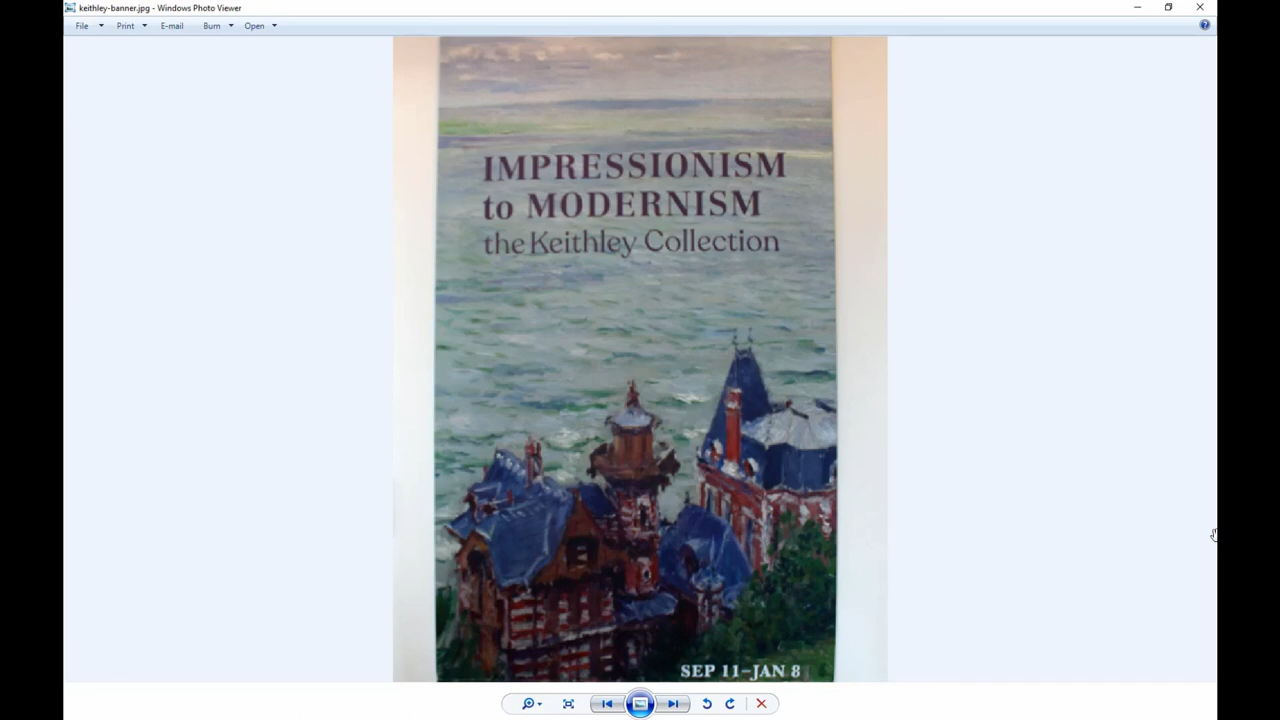 keithley-banner.jpg - Windows Photo Viewer
File Print E-mail Burn Open
IMPRESSIONISM
to MODERNISM
the Keithley Collection
SEP 11–JAN 8